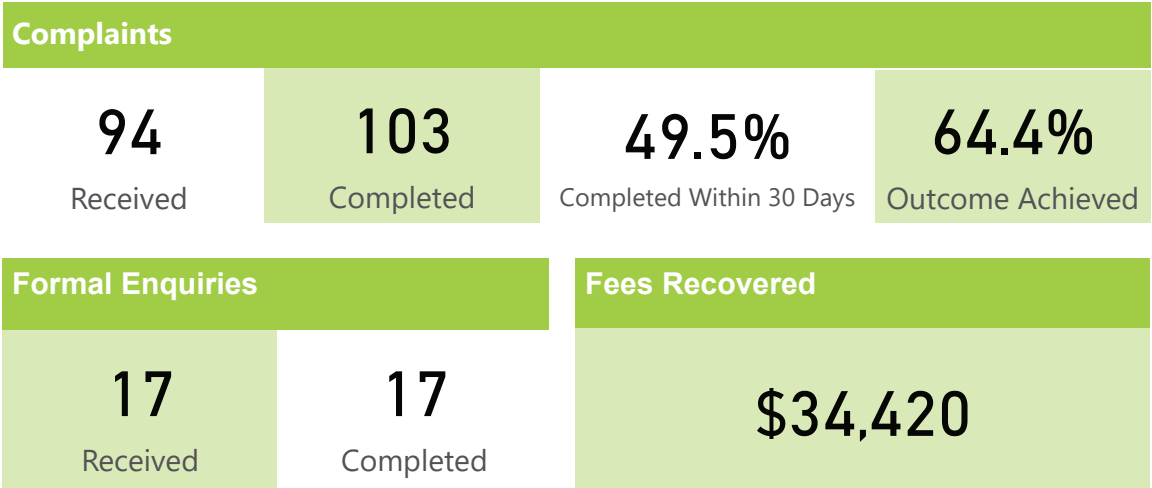 Complaints
94
Received
103
Completed
49.5%
Completed Within 30 Days
64.4%
Outcome Achieved
Formal Enquiries
17
Received
17
Completed
Fees Recovered
$34,420